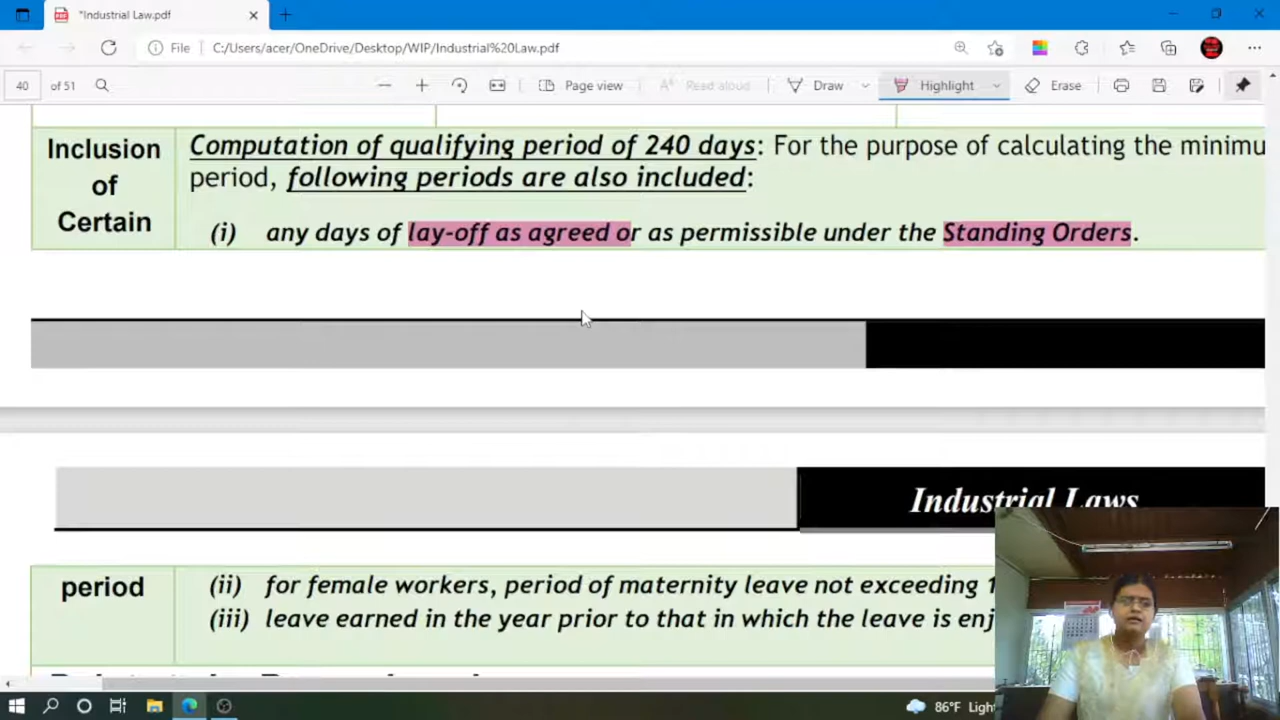 *Industrial Law.pdf
File C:/Users/acer/OneDrive/Desktop/WIP/Industrial%20Law.pdf
40 of 51 Page view Read aloud Draw Highlight Erase
Inclusion of Certain
Computation of qualifying period of 240 days: For the purpose of calculating the minimu
period, following periods are also included:
(i) any days of lay-off as agreed or as permissible under the Standing Orders.
Industrial Laws
period
(ii) for female workers, period of maternity leave not exceeding 1
(iii) leave earned in the year prior to that in which the leave is enj
86°F Ligh